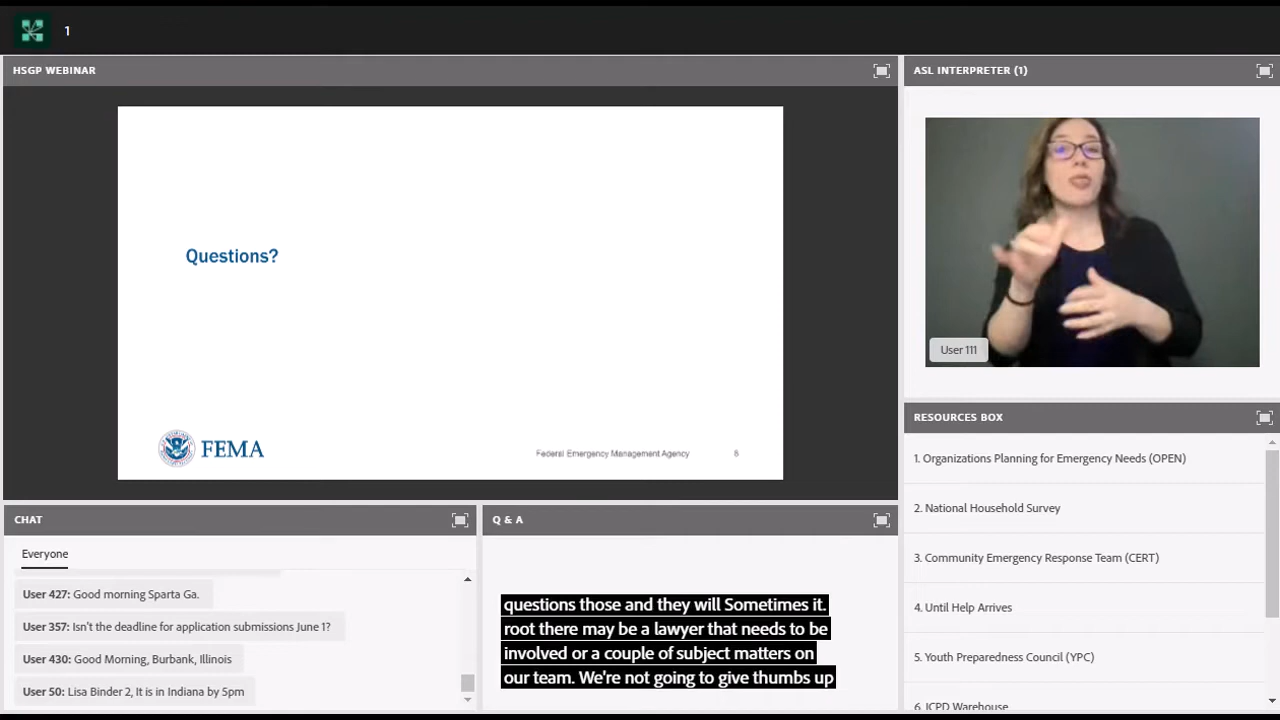 1
HSGP WEBINAR
Questions?
FEMA
Federal Emergency Management Agency
8
ASL INTERPRETER (1)
User 111
RESOURCES BOX
1. Organizations Planning for Emergency Needs (OPEN)
2. National Household Survey
3. Community Emergency Response Team (CERT)
4. Until Help Arrives
5. Youth Preparedness Council (YPC)
6. ICPD Warehouse
CHAT
Everyone
User 427: Good morning Sparta Ga.
User 357: Isn't the deadline for application submissions June 1?
User 430: Good Morning, Burbank, Illinois
User 50: Lisa Binder 2, It is in Indiana by 5pm
Q & A
questions those and they will Sometimes it.
root there may be a lawyer that needs to be
involved or a couple of subject matters on
our team. We're not going to give thumbs up